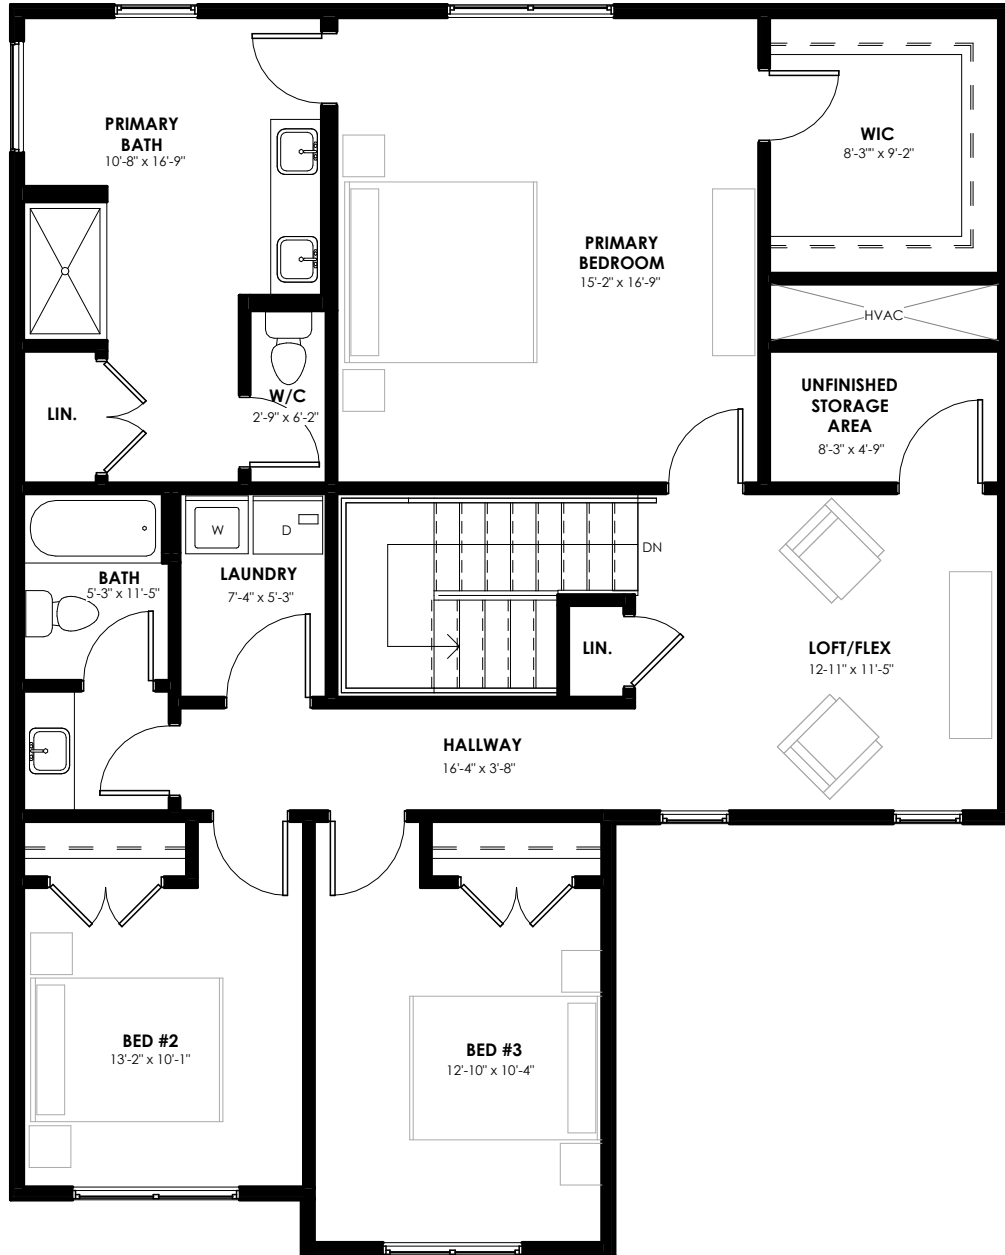 PRIMARY
BATH
10'-8" x 16'-9"
WIC
8'-3"" x 9'-2"
PRIMARY
BEDROOM
15'-2" x 16'-9"
HVAC
W/C
2'-9" x 6'-2"
LIN.
UNFINISHED
STORAGE
AREA
8'-3" x 4'-9"
W
D
DN
BATH
5'-3" x 11'-5"
LAUNDRY
7'-4" x 5'-3"
LIN.
LOFT/FLEX
12-11" x 11'-5"
HALLWAY
16'-4" x 3'-8"
BED #2
13'-2" x 10'-1"
BED #3
12'-10" x 10'-4"